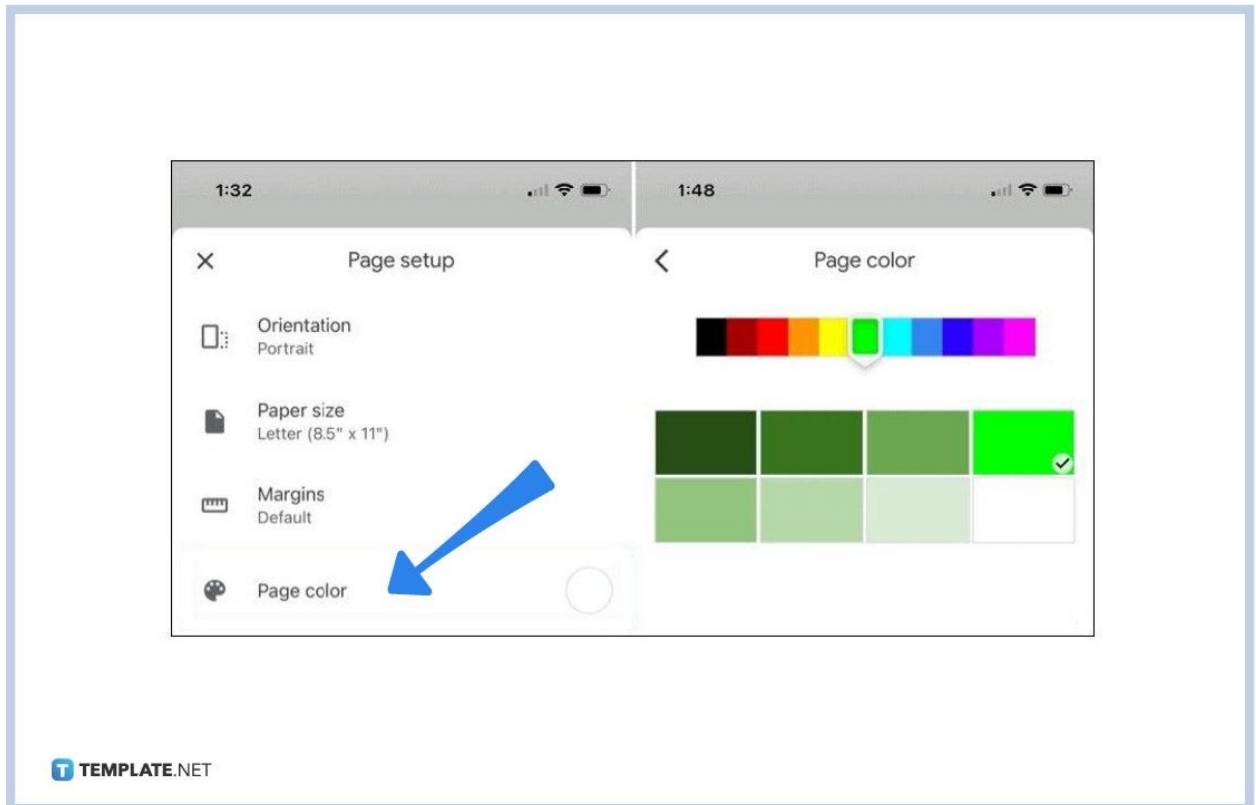 1:32
Page setup
Orientation
Portrait
Paper size
Letter (8.5" x 11")
Margins
Default
Page color
1:48
Page color
T TEMPLATE.NET